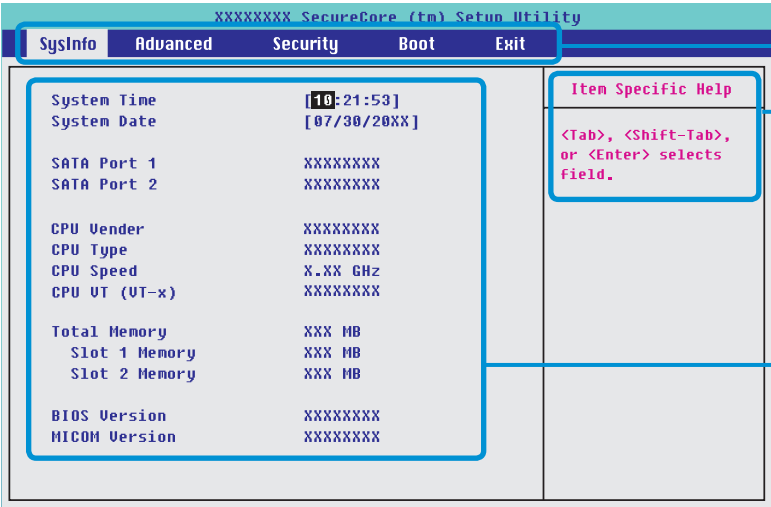 XXXXXXXX SecureCore (tm) Setup Utility
SysInfo Advanced Security Boot Exit
System Time [10:21:53]
System Date [07/30/20XX]
SATA Port 1 XXXXXXXX
SATA Port 2 XXXXXXXX
CPU Vender XXXXXXXX
CPU Type XXXXXXXX
CPU Speed X.XX GHz
CPU VT (VT-x) XXXXXXXX
Total Memory XXX MB
Slot 1 Memory XXX MB
Slot 2 Memory XXX MB
BIOS Version XXXXXXXX
MICOM Version XXXXXXXX
Item Specific Help
<Tab>, <Shift-Tab>,
or <Enter> selects
field.